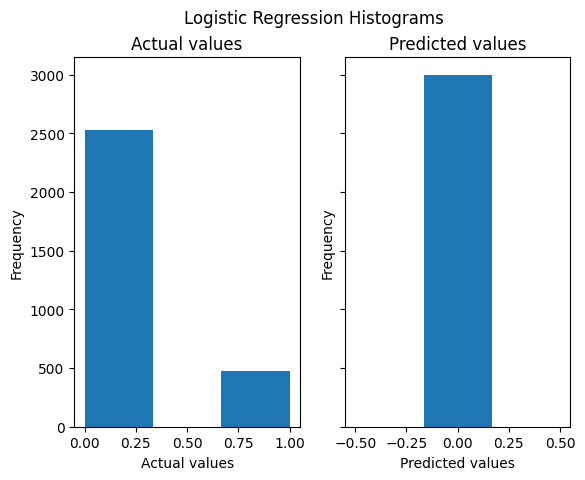 Logistic Regression Histograms
Actual values
Predicted values
3000
2500
2000
1500
1000
500
0
Frequency
Frequency
0.00 0.25 0.50 0.75 1.00
−0.50 −0.25 0.00 0.25 0.50
Actual values
Predicted values